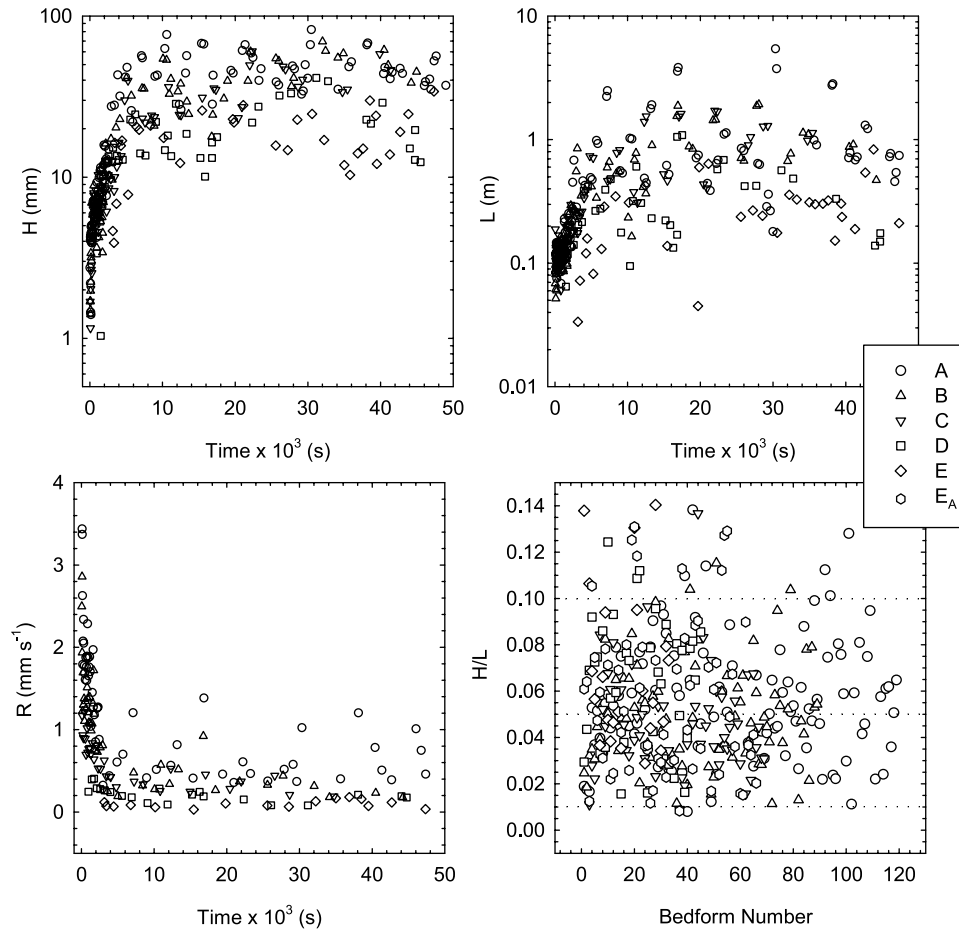 100
10
1
H (mm)
0 10 20 30 40 50
Time x 10³ (s)
10
1
0.1
0.01
L (m)
0 10 20 30 40
Time x 10³ (s)
A
B
C
D
E
E_A
4
3
2
1
0
R (mm s⁻¹)
0 10 20 30 40 50
Time x 10³ (s)
0.14
0.12
0.10
0.08
0.06
0.04
0.02
0.00
H/L
0 20 40 60 80 100 120
Bedform Number